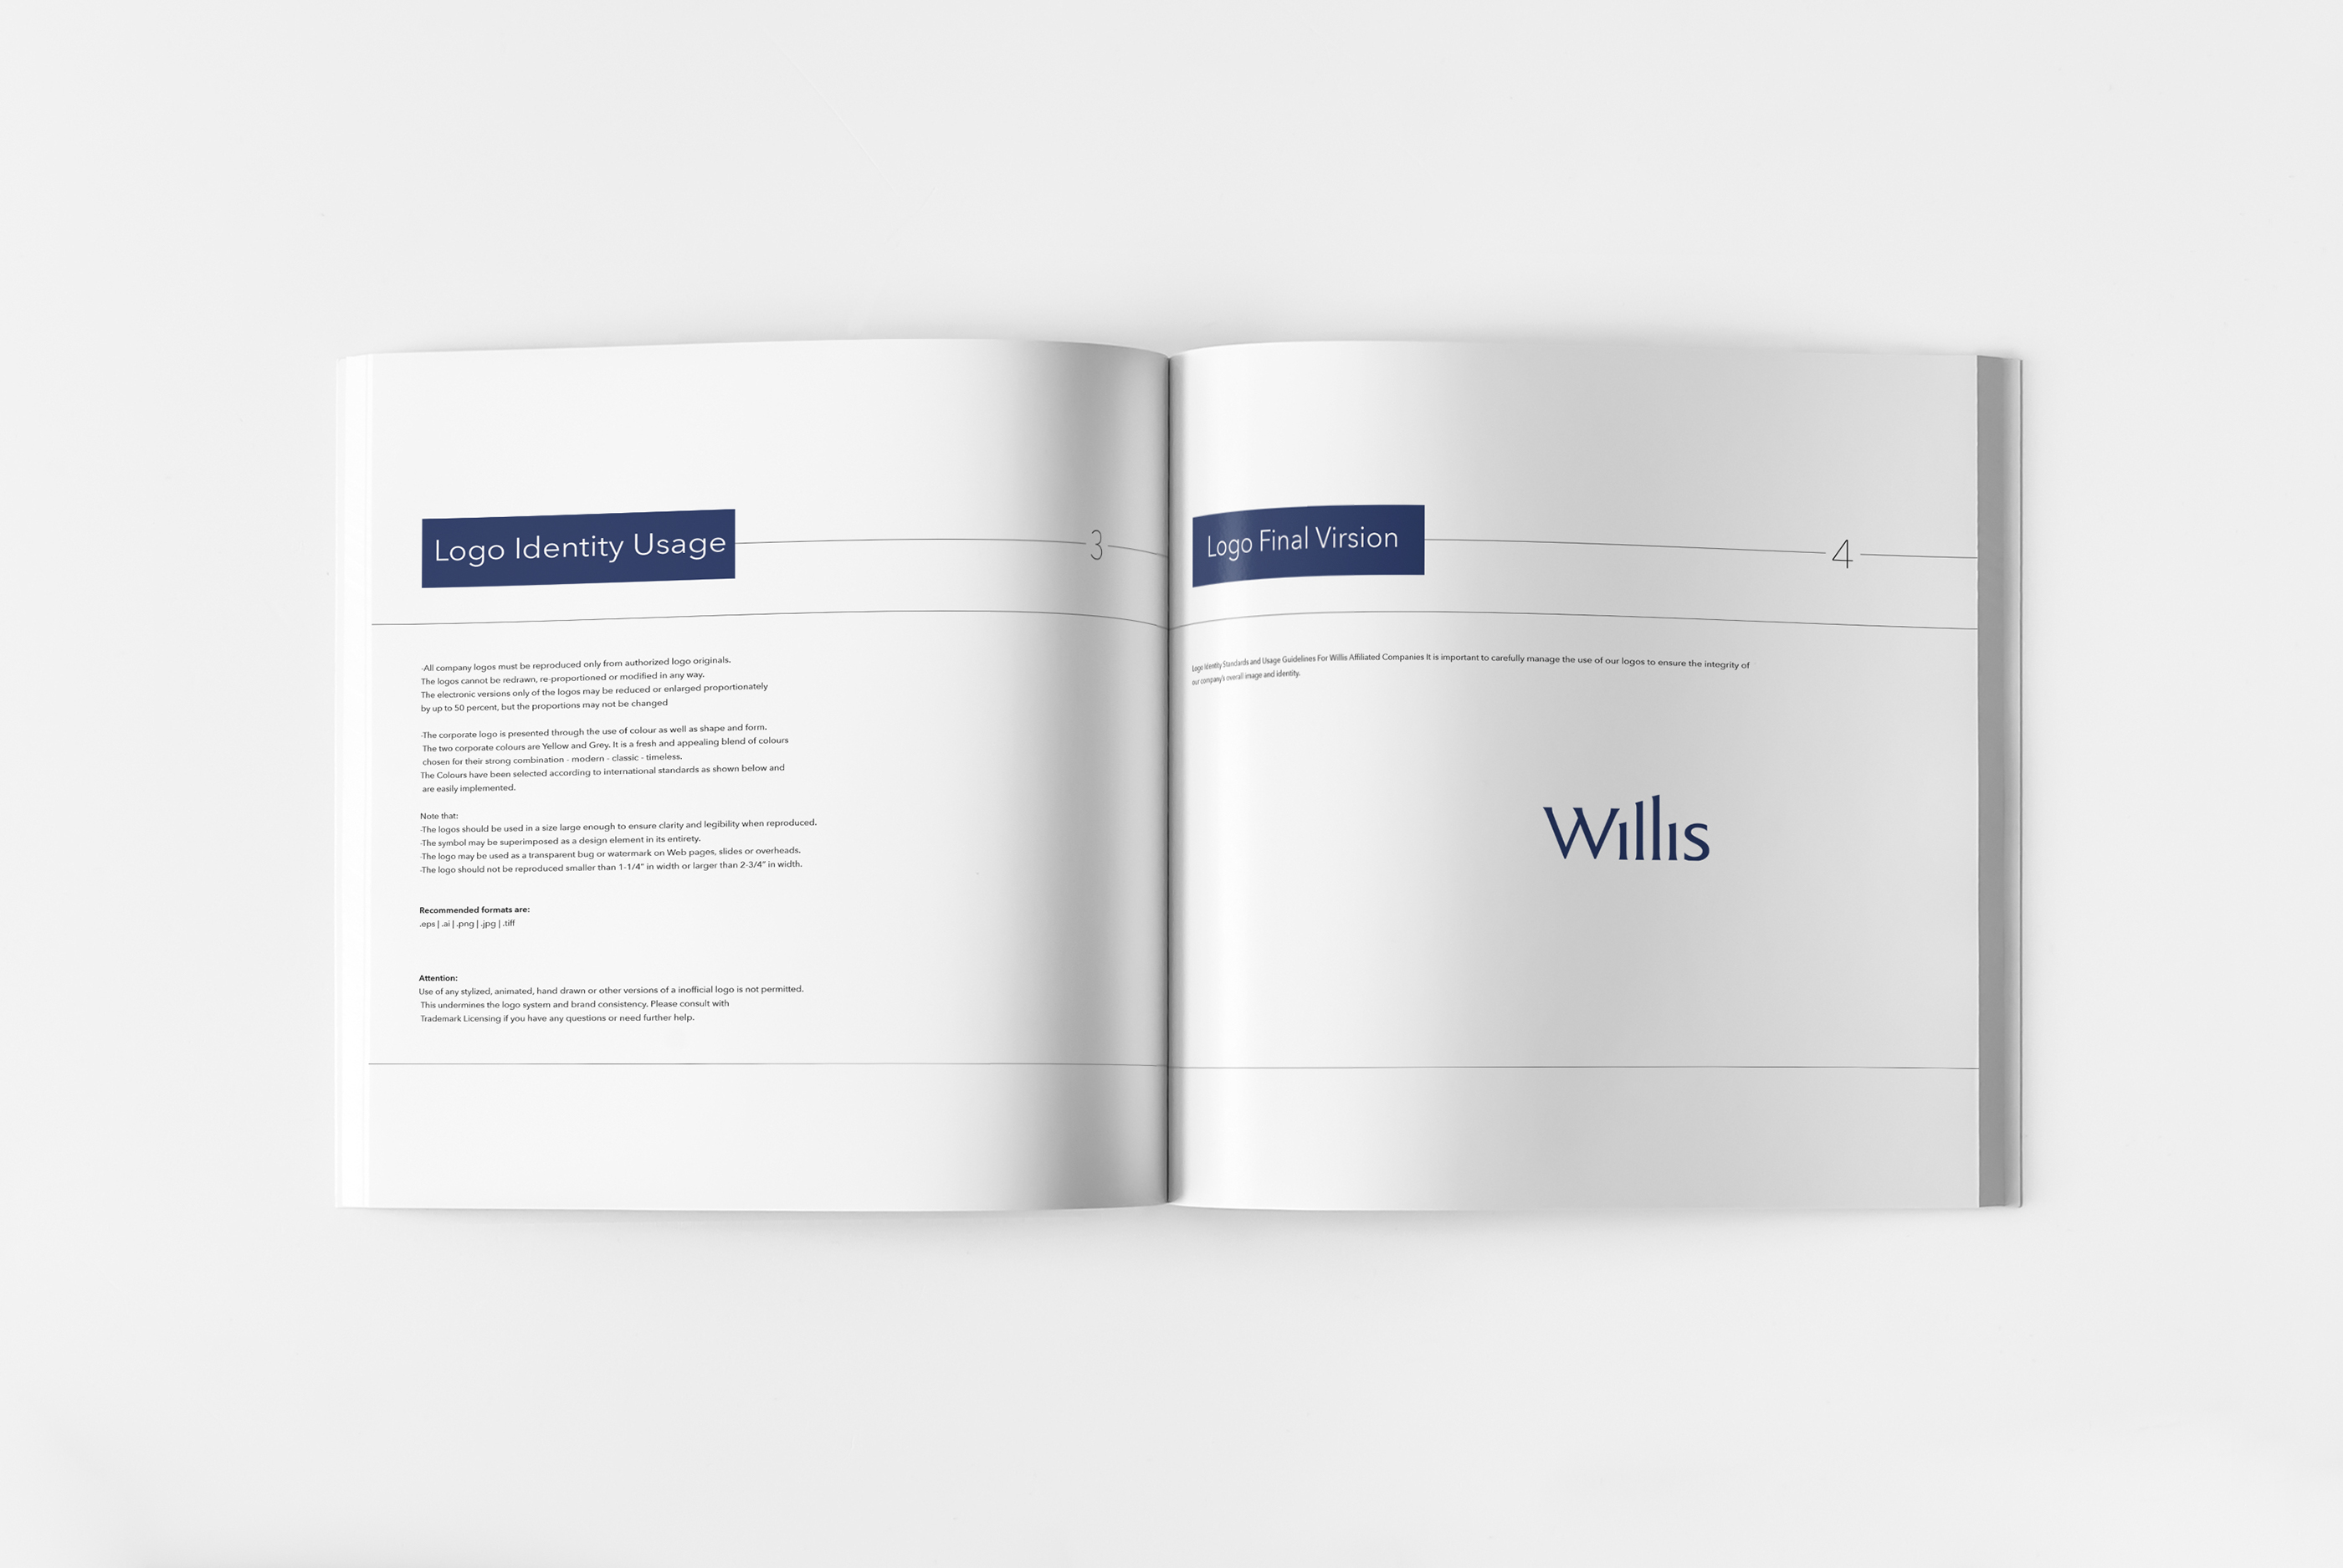 Logo Identity Usage
3
-All company logos must be reproduced only from authorized logo originals.
The logos cannot be redrawn, re-proportioned or modified in any way.
The electronic versions only of the logos may be reduced or enlarged proportionately
by up to 50 percent, but the proportions may not be changed
-The corporate logo is presented through the use of colour as well as shape and form.
The two corporate colours are Yellow and Grey. It is a fresh and appealing blend of colours
chosen for their strong combination - modern - classic - timeless.
The Colours have been selected according to international standards as shown below and
are easily implemented.
Note that:
-The logos should be used in a size large enough to ensure clarity and legibility when reproduced.
-The symbol may be superimposed as a design element in its entirety.
-The logo may be used as a transparent bug or watermark on Web pages, slides or overheads.
-The logo should not be reproduced smaller than 1-1/4" in width or larger than 2-3/4" in width.
Recommended formats are:
.eps | .ai | .png | .jpg | .tiff
Attention:
Use of any stylized, animated, hand drawn or other versions of a inofficial logo is not permitted.
This undermines the logo system and brand consistency. Please consult with
Trademark Licensing if you have any questions or need further help.
Logo Final Virsion
4
Logo Identity Standards and Usage Guidelines For Willis Affiliated Companies It is important to carefully manage the use of our logos to ensure the integrity of
our company's overall image and identity.
Willis